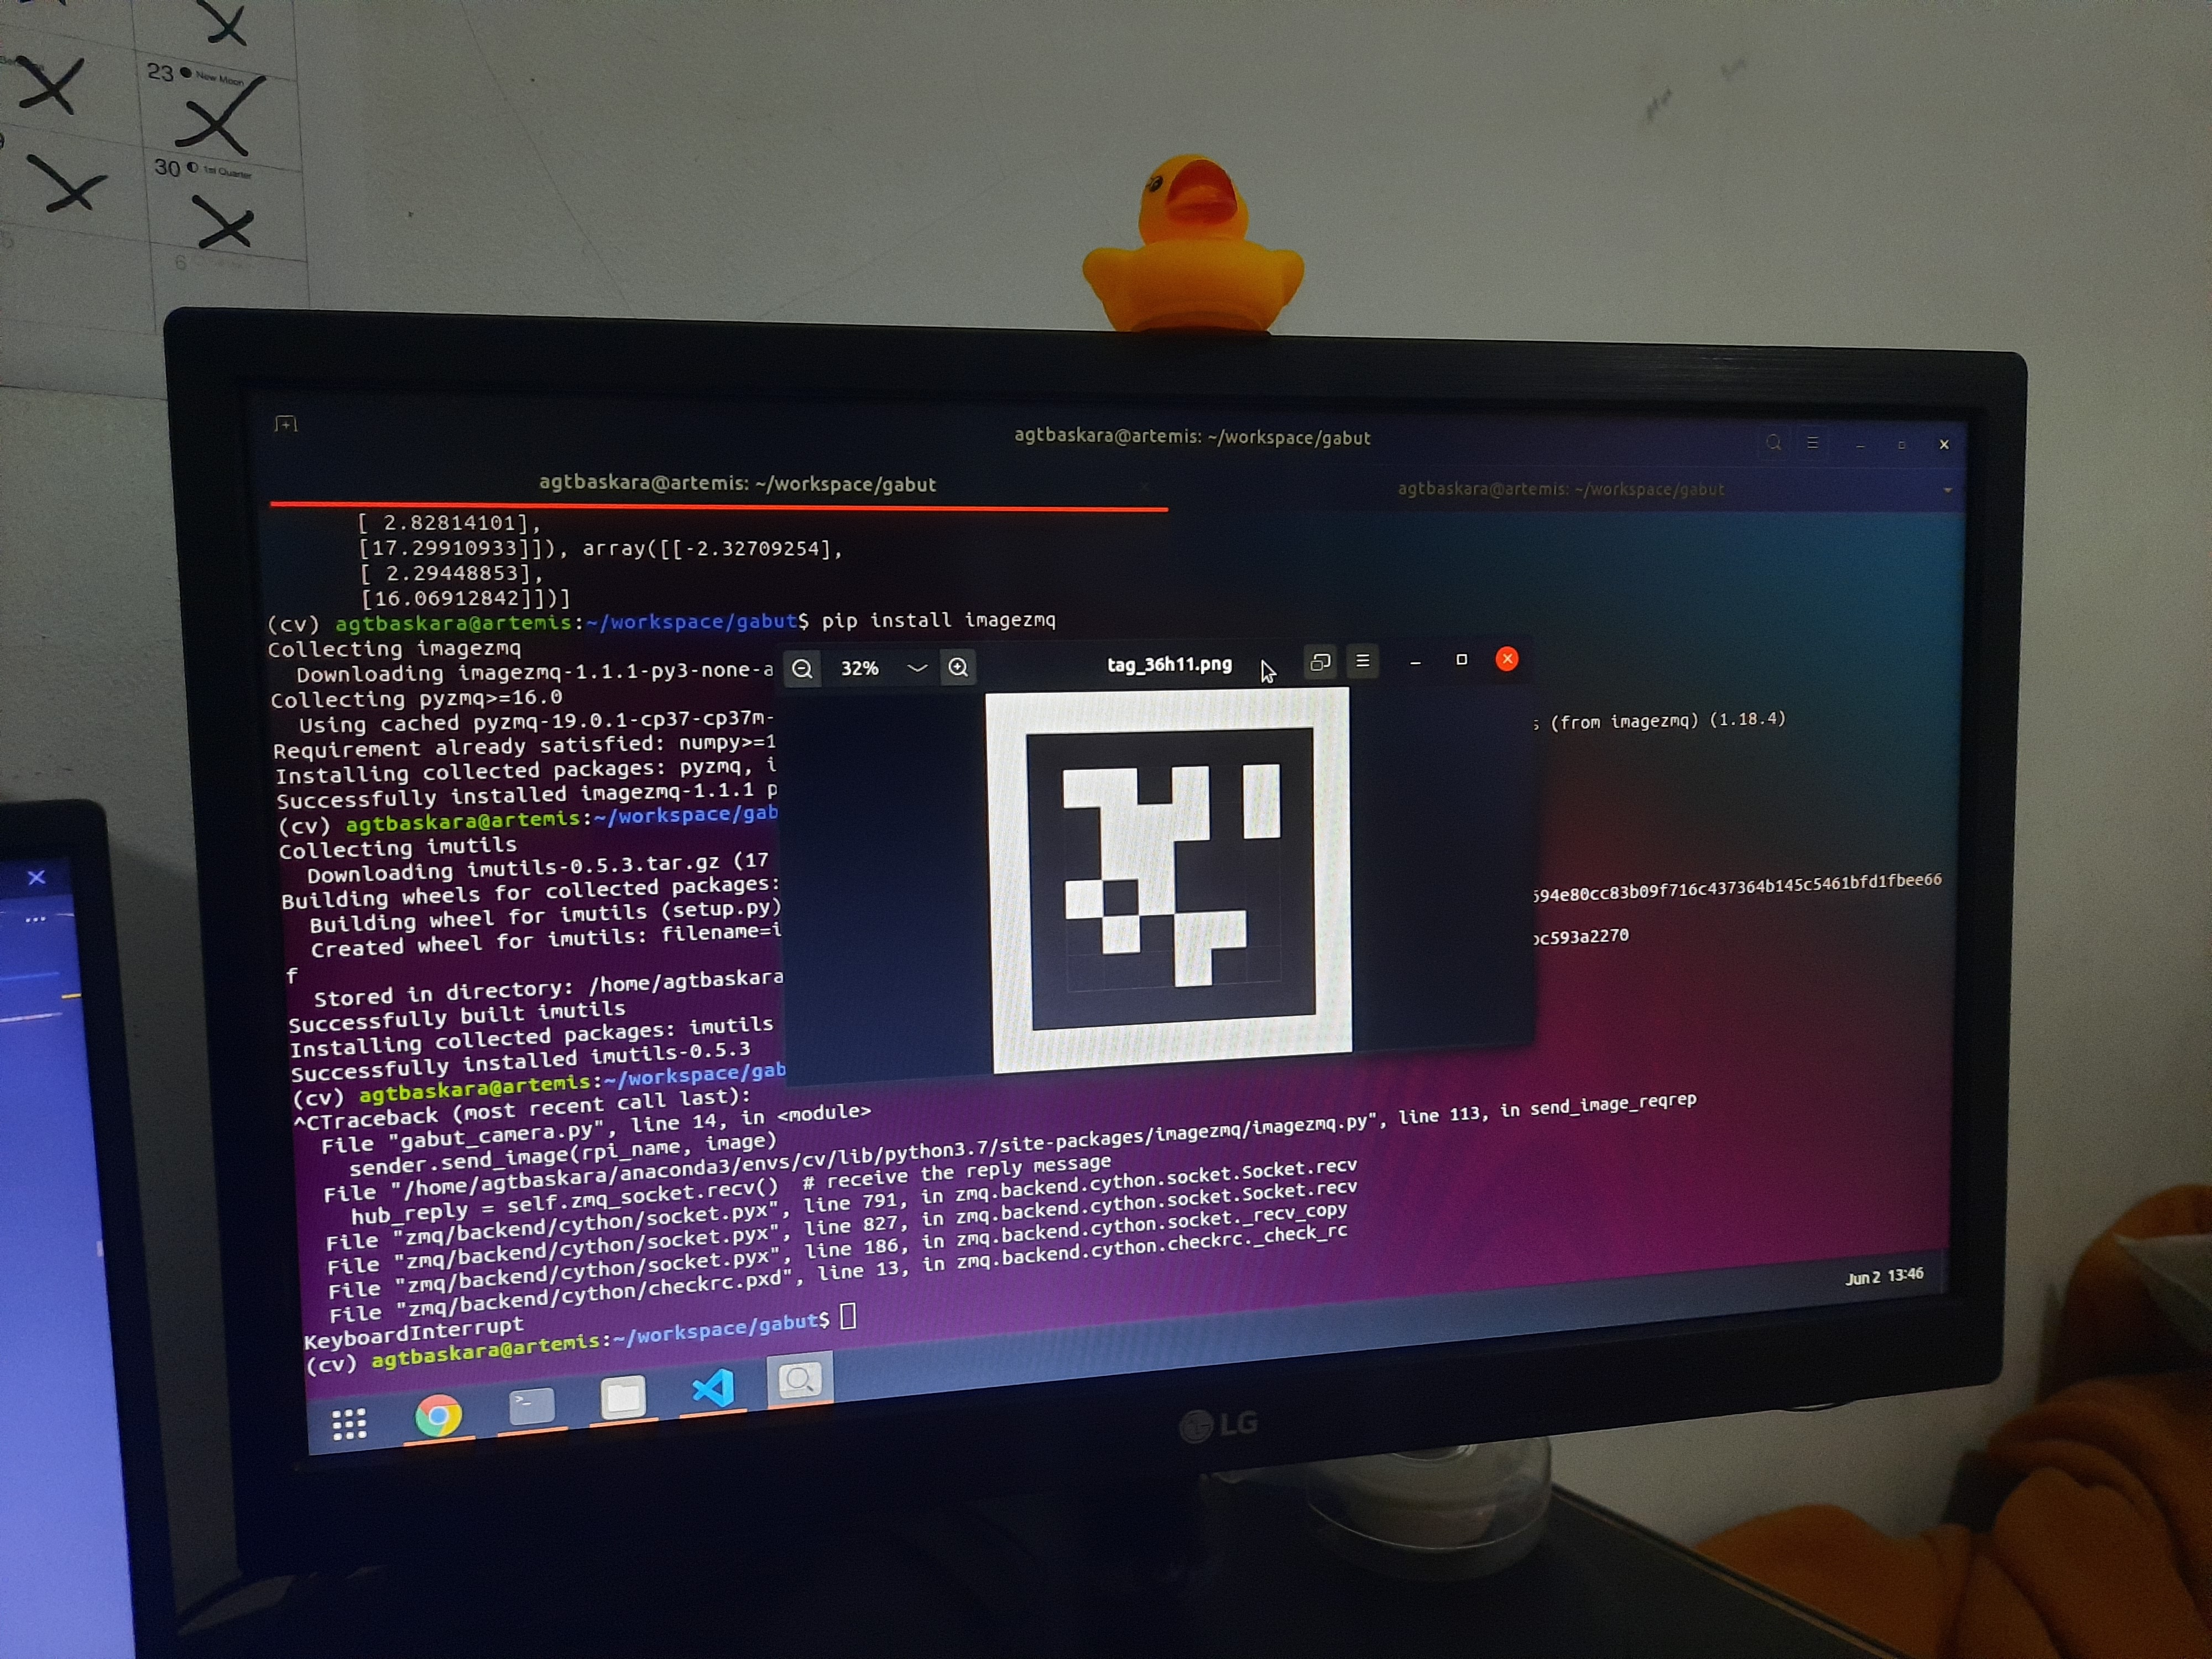 23 New Moon
30 1st Quarter
6
agtbaskara@artemis: ~/workspace/gabut
agtbaskara@artemis: ~/workspace/gabut
agtbaskara@artemis: ~/workspace/gabut
[ 2.82814101],
[17.29910933]]), array([[-2.32709254],
[ 2.29448853],
[16.06912842]])]
(cv) agtbaskara@artemis:~/workspace/gabut$ pip install imagezmq
Collecting imagezmq
Downloading imagezmq-1.1.1-py3-none-a
Collecting pyzmq>=16.0
Using cached pyzmq-19.0.1-cp37-cp37m-
Requirement already satisfied: numpy>=1
s (from imagezmq) (1.18.4)
Installing collected packages: pyzmq, i
Successfully installed imagezmq-1.1.1 p
(cv) agtbaskara@artemis:~/workspace/gab
Collecting imutils
Downloading imutils-0.5.3.tar.gz (17
Building wheels for collected packages:
Building wheel for imutils (setup.py)
Created wheel for imutils: filename=i
594e80cc83b09f716c437364b145c5461bfd1fbee66
f
Stored in directory: /home/agtbaskara
bc593a2270
Successfully built imutils
Installing collected packages: imutils
Successfully installed imutils-0.5.3
(cv) agtbaskara@artemis:~/workspace/gab
^CTraceback (most recent call last):
File "gabut_camera.py", line 14, in <module>
sender.send_image(rpi_name, image)
File "/home/agtbaskara/anaconda3/envs/cv/lib/python3.7/site-packages/imagezmq/imagezmq.py", line 113, in send_image_reqrep
hub_reply = self.zmq_socket.recv()  # receive the reply message
File "zmq/backend/cython/socket.pyx", line 791, in zmq.backend.cython.socket.Socket.recv
File "zmq/backend/cython/socket.pyx", line 827, in zmq.backend.cython.socket.Socket.recv
File "zmq/backend/cython/socket.pyx", line 186, in zmq.backend.cython.socket._recv_copy
File "zmq/backend/cython/checkrc.pxd", line 13, in zmq.backend.cython.checkrc._check_rc
KeyboardInterrupt
(cv) agtbaskara@artemis:~/workspace/gabut$
32%
tag_36h11.png
Jun 2 13:46
LG